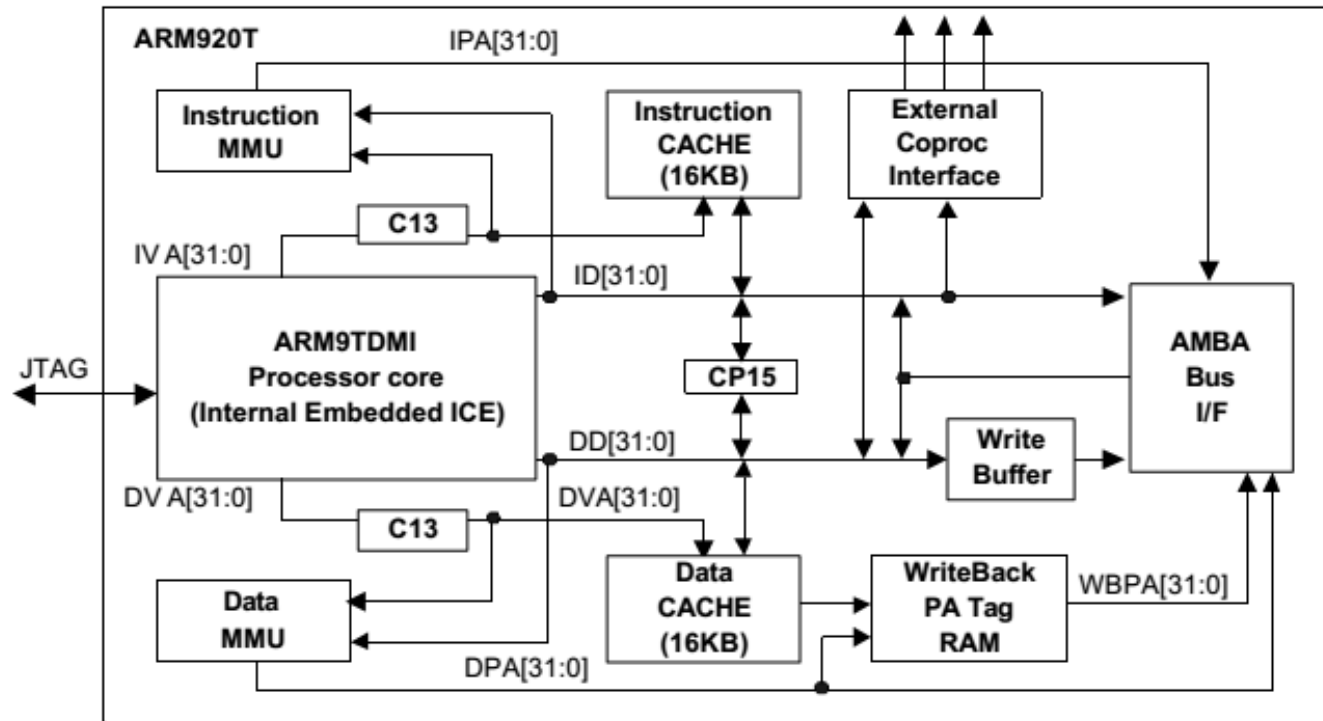 ARM920T
IPA[31:0]
Instruction
MMU
Instruction
CACHE
(16KB)
External
Coproc
Interface
C13
IV A[31:0]
ID[31:0]
ARM9TDMI
Processor core
(Internal Embedded ICE)
JTAG
CP15
AMBA
Bus
I/F
DD[31:0]
Write
Buffer
DV A[31:0]
DVA[31:0]
C13
Data
MMU
Data
CACHE
(16KB)
WriteBack
PA Tag
RAM
WBPA[31:0]
DPA[31:0]